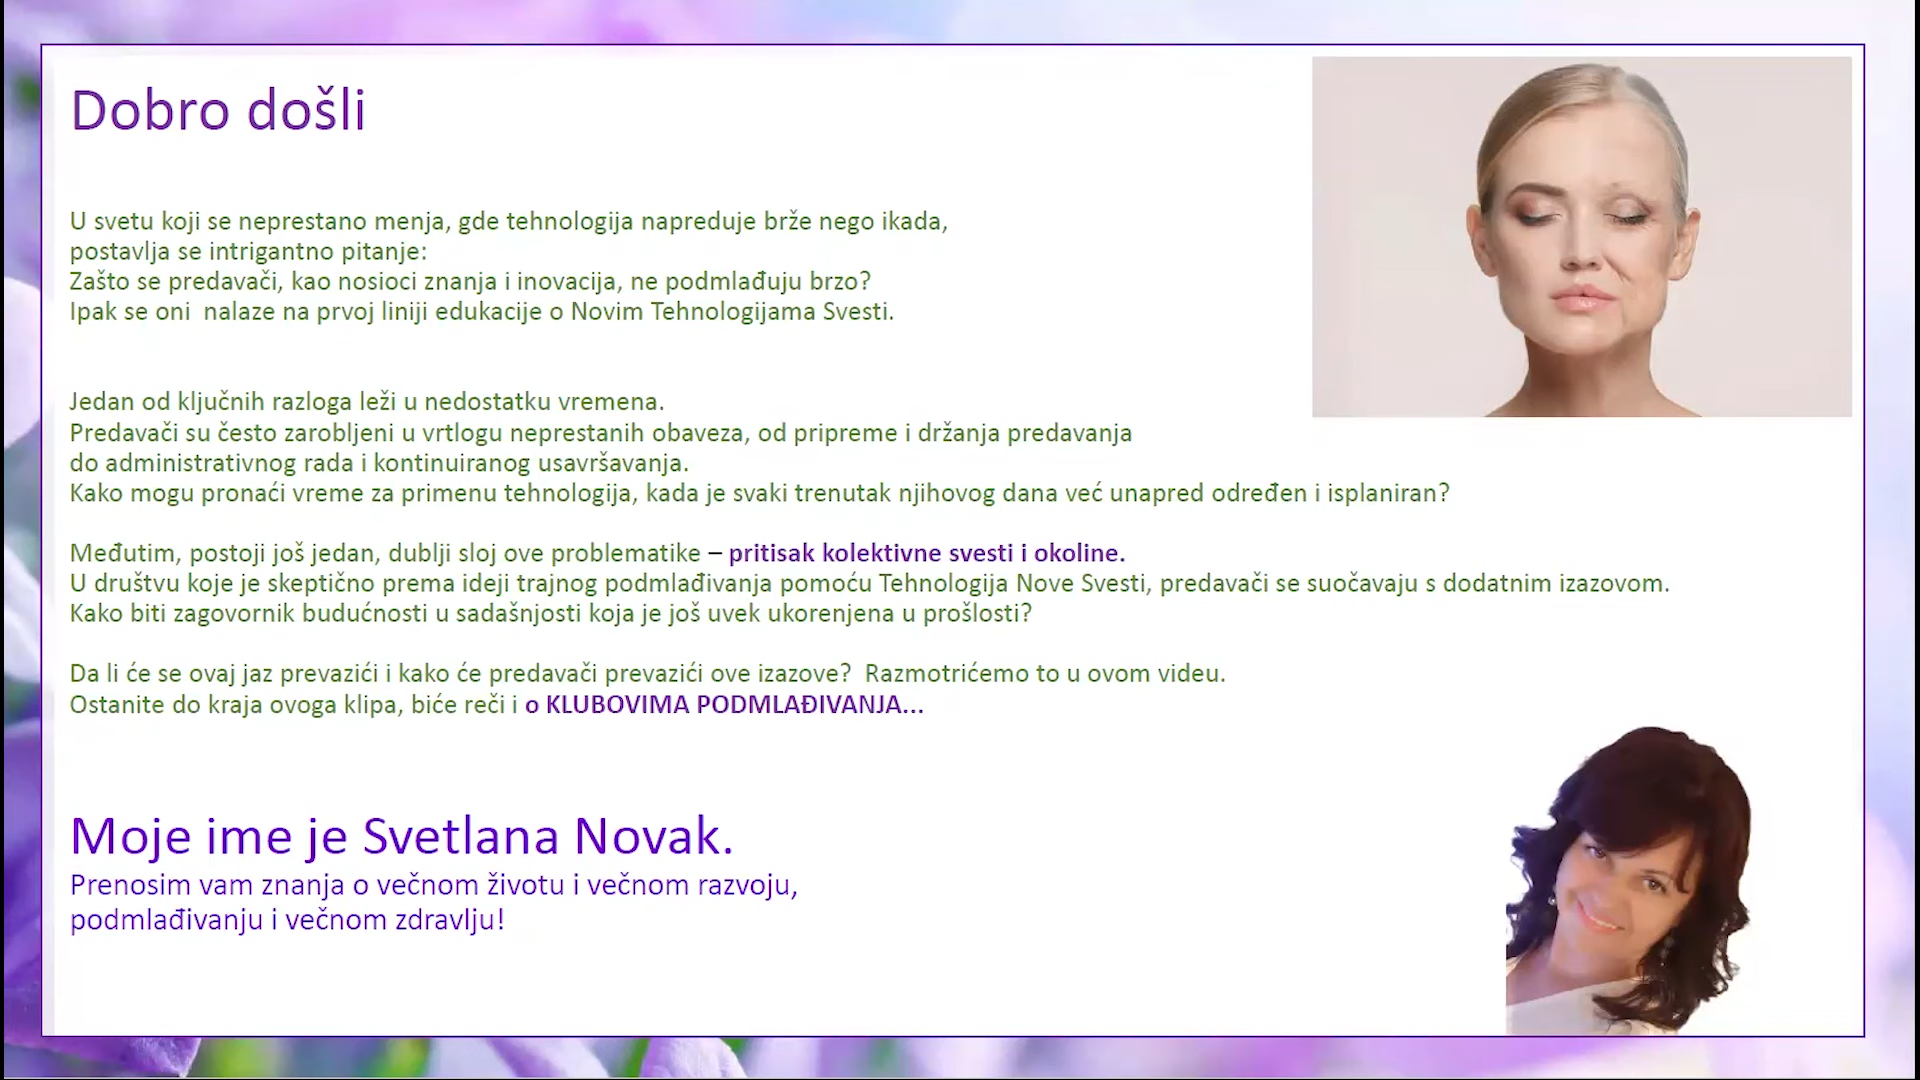 Dobro došli
U svetu koji se neprestano menja, gde tehnologija napreduje brže nego ikada,
postavlja se intrigantno pitanje:
Zašto se predavači, kao nosioci znanja i inovacija, ne podmlađuju brzo?
Ipak se oni  nalaze na prvoj liniji edukacije o Novim Tehnologijama Svesti.
Jedan od ključnih razloga leži u nedostatku vremena.
Predavači su često zarobljeni u vrtlogu neprestanih obaveza, od pripreme i držanja predavanja
do administrativnog rada i kontinuiranog usavršavanja.
Kako mogu pronaći vreme za primenu tehnologija, kada je svaki trenutak njihovog dana već unapred određen i isplaniran?
Međutim, postoji još jedan, dublji sloj ove problematike – pritisak kolektivne svesti i okoline.
U društvu koje je skeptično prema ideji trajnog podmlađivanja pomoću Tehnologija Nove Svesti, predavači se suočavaju s dodatnim izazovom.
Kako biti zagovornik budućnosti u sadašnjosti koja je još uvek ukorenjena u prošlosti?
Da li će se ovaj jaz prevazići i kako će predavači prevazići ove izazove?  Razmotrićemo to u ovom videu.
Ostanite do kraja ovoga klipa, biće reči i o KLUBOVIMA PODMLAĐIVANJA...
Moje ime je Svetlana Novak.
Prenosim vam znanja o večnom životu i večnom razvoju,
podmlađivanju i večnom zdravlju!